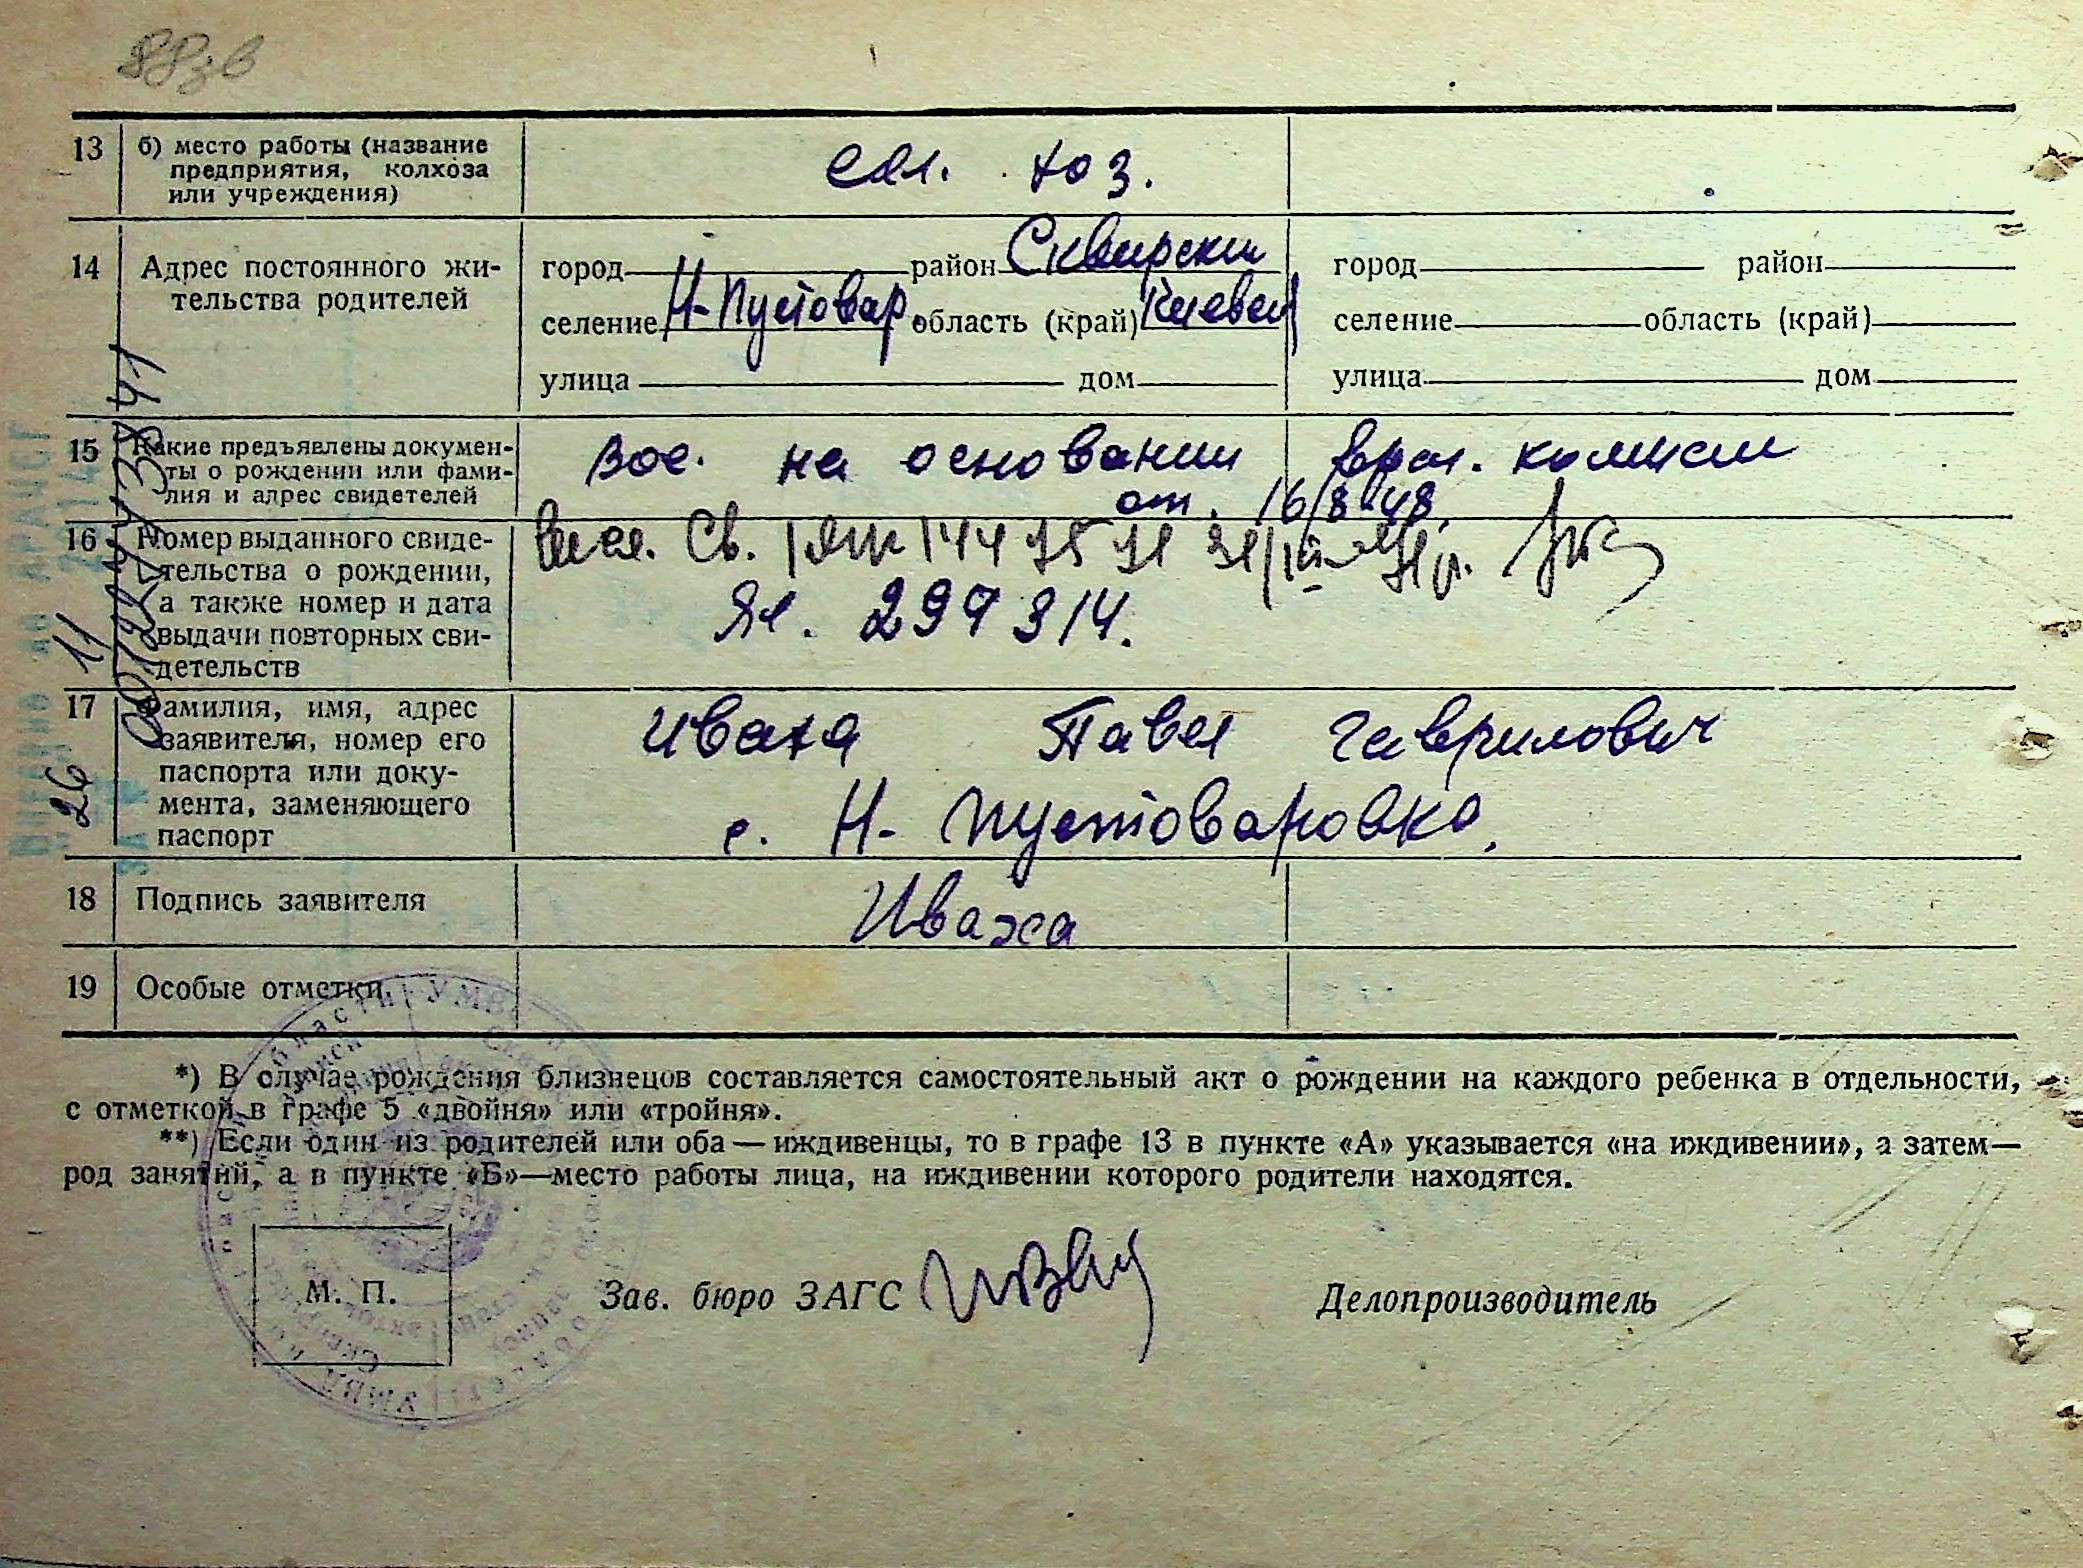 13 б) место работы (название
предприятия, колхоза
или учреждения)
сел. хоз.
14 Адрес постоянного жи-
тельства родителей
город район Сквирский
селение Н-Пустовар. область (край) Киевск
улица дом
город район
селение область (край)
улица дом
15 Какие предъявлены докумен-
ты о рождении или фами-
лия и адрес свидетелей
Вос. на основании врач. комисии
от. 16/8 48.
16 Номер выданного свиде-
тельства о рождении,
а также номер и дата
выдачи повторных сви-
детельств
Св.
297314.
17 Фамилия, имя, адрес
заявителя, номер его
паспорта или доку-
мента, заменяющего
паспорт
Иваха Павел Гаврилович
с. Н- Пустоваровка.
18 Подпись заявителя
Иваха
19 Особые отметки
*) В случае рождения близнецов составляется самостоятельный акт о рождении на каждого ребенка в отдельности,
с отметкой в графе 5 «двойня» или «тройня».
**) Если один из родителей или оба — иждивенцы, то в графе 13 в пункте «А» указывается «на иждивении», а затем—
род занятий, а в пункте «Б»—место работы лица, на иждивении которого родители находятся.
М. П.
Зав. бюро ЗАГС
Делопроизводитель